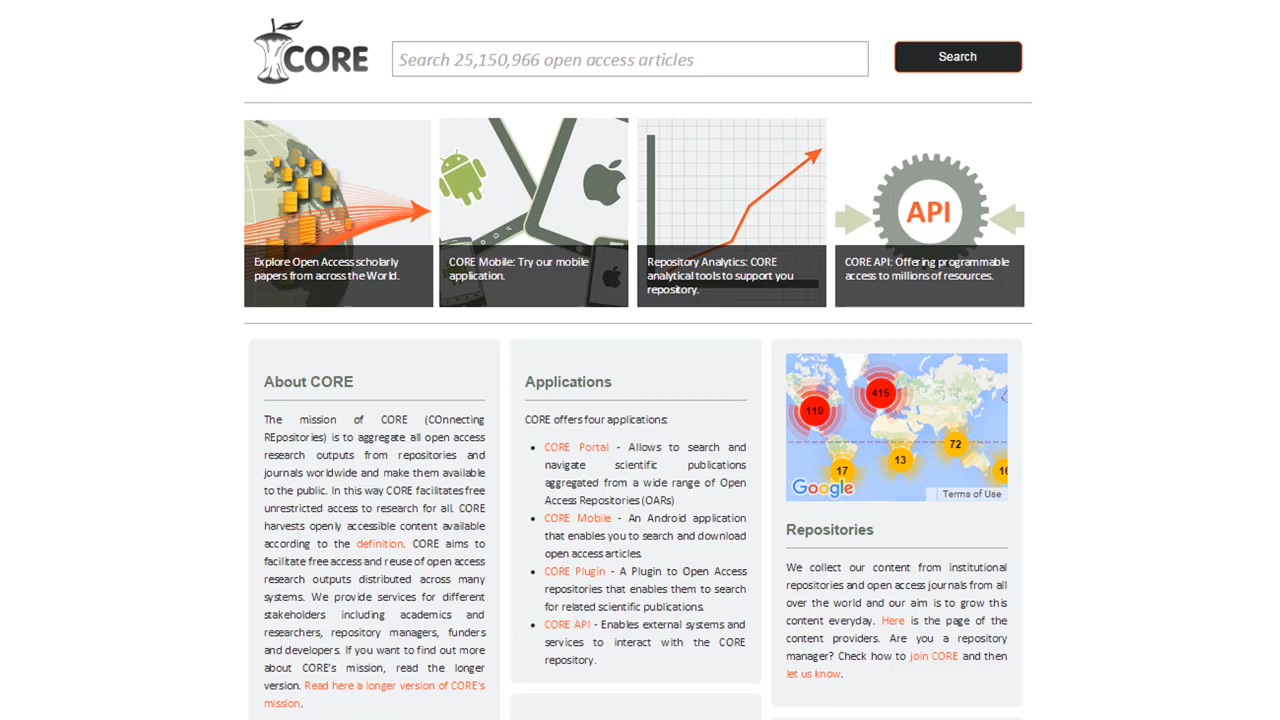 CORE
Search 25,150,966 open access articles
Search
API
Explore Open Access scholarly
papers from across the World.
CORE Mobile: Try our mobile
application.
Repository Analytics: CORE
analytical tools to support you
repository.
CORE API: Offering programmable
access to millions of resources.
About CORE
The mission of CORE (COnnecting
REpositories) is to aggregate all open access
research outputs from repositories and
journals worldwide and make them available
to the public. In this way CORE facilitates free
unrestricted access to research for all. CORE
harvests openly accessible content available
according to the definition. CORE aims to
facilitate free access and reuse of open access
research outputs distributed across many
systems. We provide services for different
stakeholders including academics and
researchers, repository managers, funders
and developers. If you want to find out more
about CORE's mission, read the longer
version. Read here a longer version of CORE's
mission.
Applications
CORE offers four applications:
• CORE Portal - Allows to search and
navigate scientific publications
aggregated from a wide range of Open
Access Repositories (OARs)
• CORE Mobile - An Android application
that enables you to search and download
open access articles.
• CORE Plugin - A Plugin to Open Access
repositories that enables them to search
for related scientific publications.
• CORE API - Enables external systems and
services to interact with the CORE
repository.
415
110
72
13
17
16
Google
Terms of Use
Repositories
We collect our content from institutional
repositories and open access journals from all
over the world and our aim is to grow this
content everyday. Here is the page of the
content providers. Are you a repository
manager? Check how to join CORE and then
let us know.